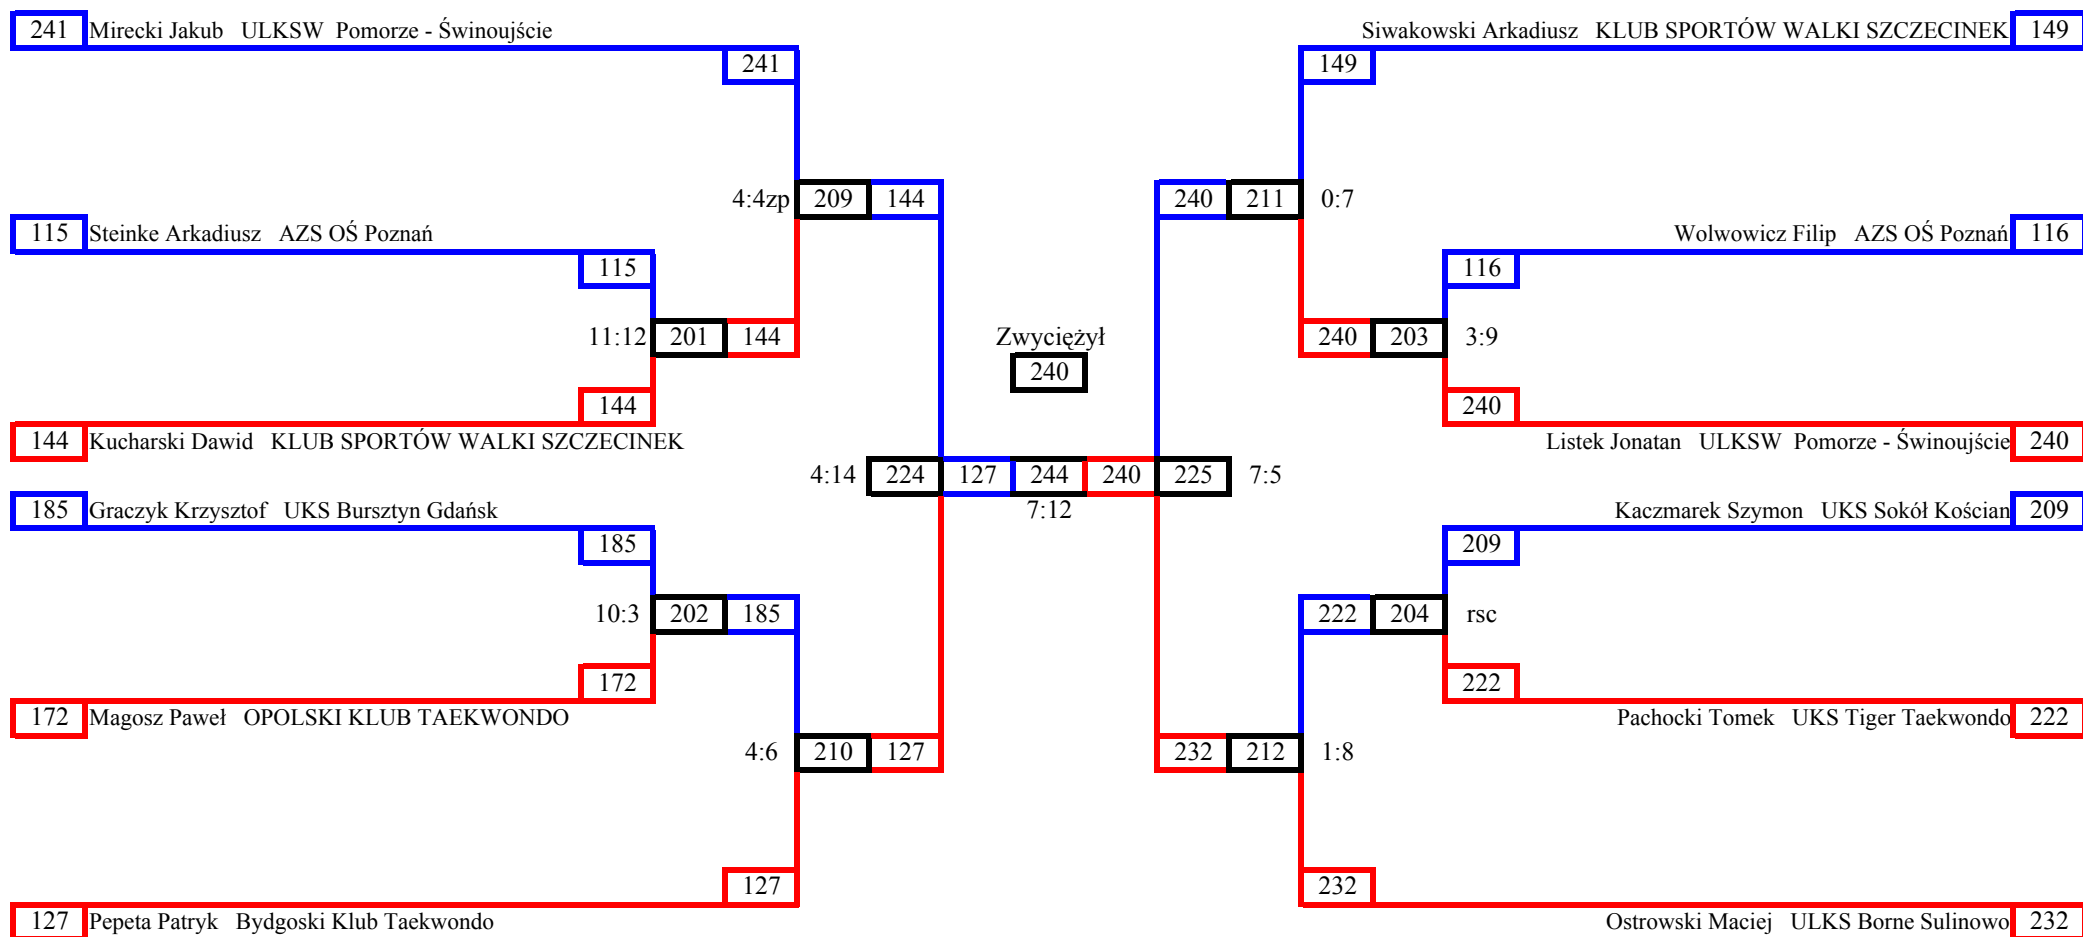 241 Mirecki Jakub ULKSW Pomorze - Świnoujście
Siwakowski Arkadiusz KLUB SPORTÓW WALKI SZCZECINEK 149
241
149
4:4zp 209 144
240 211 0:7
115 Steinke Arkadiusz AZS OŚ Poznań
Wolwowicz Filip AZS OŚ Poznań 116
115
116
11:12 201 144
Zwyciężył
240 203 3:9
240
144
240
144 Kucharski Dawid KLUB SPORTÓW WALKI SZCZECINEK
Listek Jonatan ULKSW Pomorze - Świnoujście 240
4:14 224 127 244 240 225 7:5
7:12
185 Graczyk Krzysztof UKS Bursztyn Gdańsk
Kaczmarek Szymon UKS Sokół Kościan 209
185
209
10:3 202 185
222 204 rsc
172
222
172 Magosz Paweł OPOLSKI KLUB TAEKWONDO
Pachocki Tomek UKS Tiger Taekwondo 222
4:6 210 127
232 212 1:8
127
232
127 Pepeta Patryk Bydgoski Klub Taekwondo
Ostrowski Maciej ULKS Borne Sulinowo 232